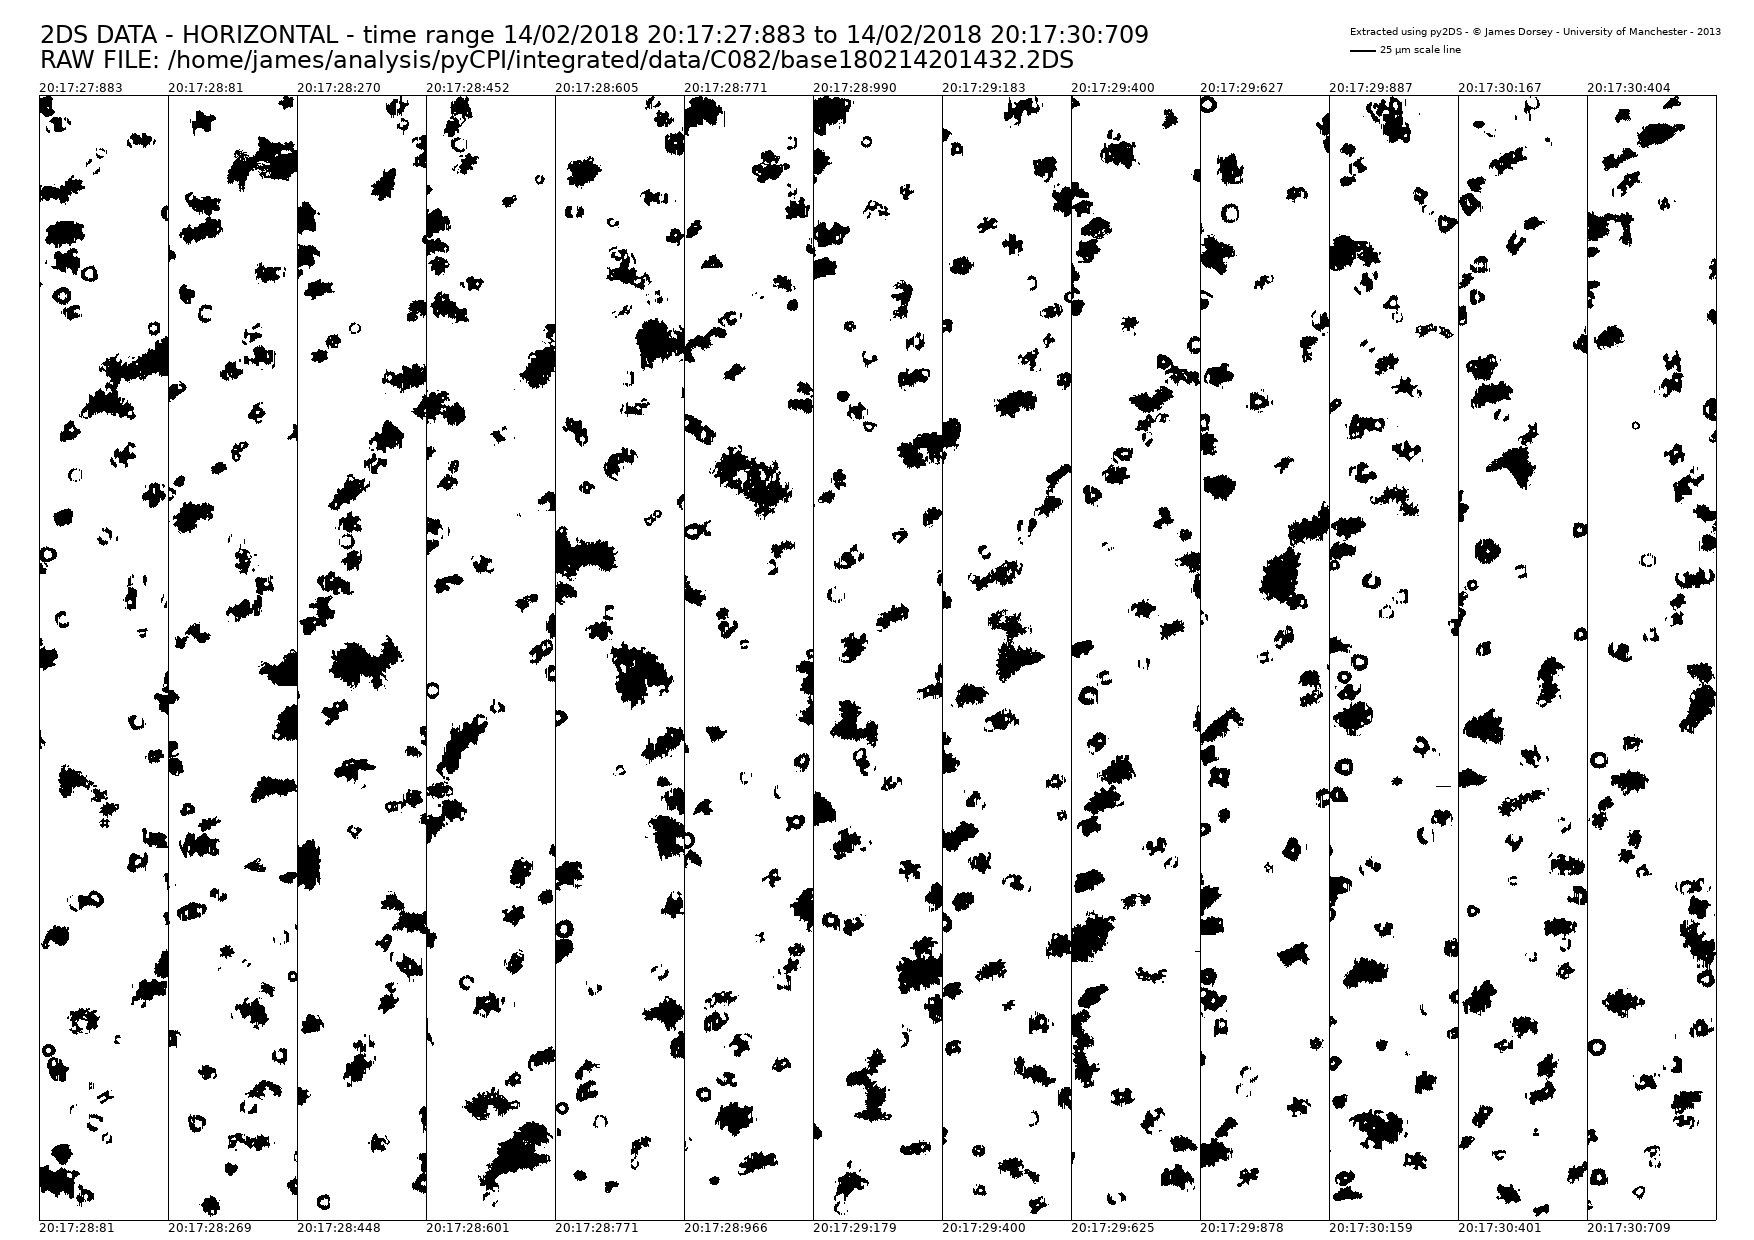 2DS DATA - HORIZONTAL - time range 14/02/2018 20:17:27:883 to 14/02/2018 20:17:30:709
RAW FILE: /home/james/analysis/pyCPI/integrated/data/C082/base180214201432.2DS
Extracted using py2DS - © James Dorsey - University of Manchester - 2013
25 µm scale line
20:17:27:883 20:17:28:81 20:17:28:270 20:17:28:452 20:17:28:605 20:17:28:771 20:17:28:990 20:17:29:183 20:17:29:400 20:17:29:627 20:17:29:887 20:17:30:167 20:17:30:404
20:17:28:81 20:17:28:269 20:17:28:448 20:17:28:601 20:17:28:771 20:17:28:966 20:17:29:179 20:17:29:400 20:17:29:625 20:17:29:878 20:17:30:159 20:17:30:401 20:17:30:709